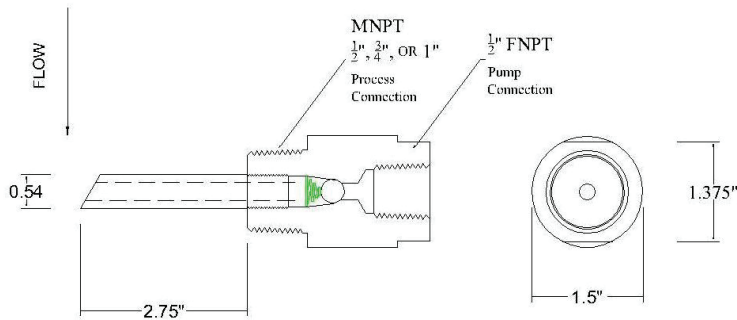 FLOW
MNPT
1/2", 3/4", OR 1"
Process
Connection
1/2" FNPT
Pump
Connection
0.54
2.75"
1.375"
1.5"